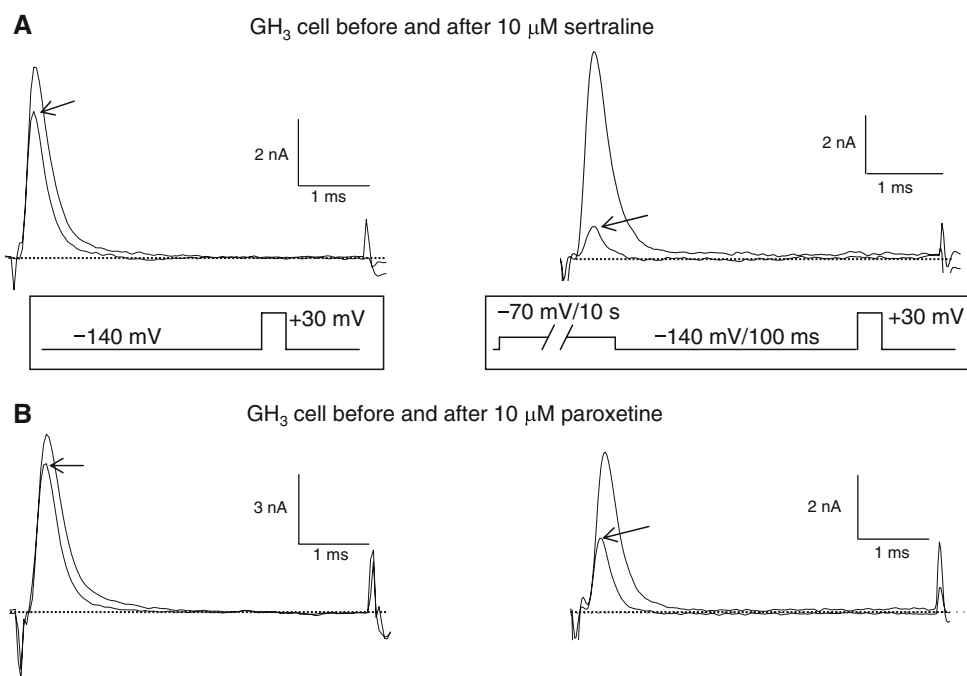 A
GH₃ cell before and after 10 μM sertraline
2 nA
1 ms
2 nA
1 ms
−140 mV
+30 mV
−70 mV/10 s
−140 mV/100 ms
+30 mV
B
GH₃ cell before and after 10 μM paroxetine
3 nA
1 ms
2 nA
1 ms